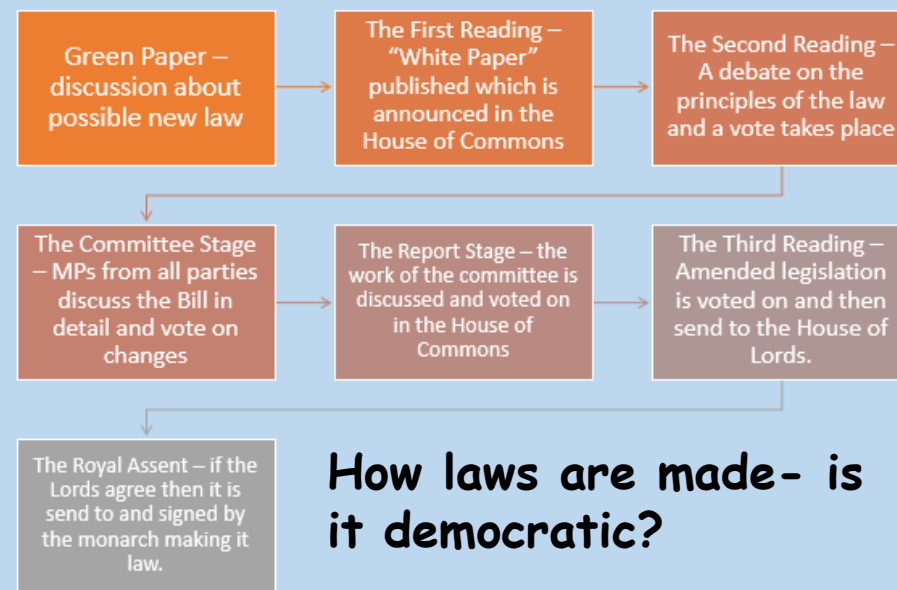 Green Paper –
discussion about
possible new law
The First Reading –
“White Paper”
published which is
announced in the
House of Commons
The Second Reading –
A debate on the
principles of the law
and a vote takes place
The Committee Stage
– MPs from all parties
discuss the Bill in
detail and vote on
changes
The Report Stage – the
work of the committee is
discussed and voted on
in the House of
Commons
The Third Reading –
Amended legislation
is voted on and then
send to the House of
Lords.
The Royal Assent – if the
Lords agree then it is
send to and signed by
the monarch making it
law.
How laws are made- is
it democratic?